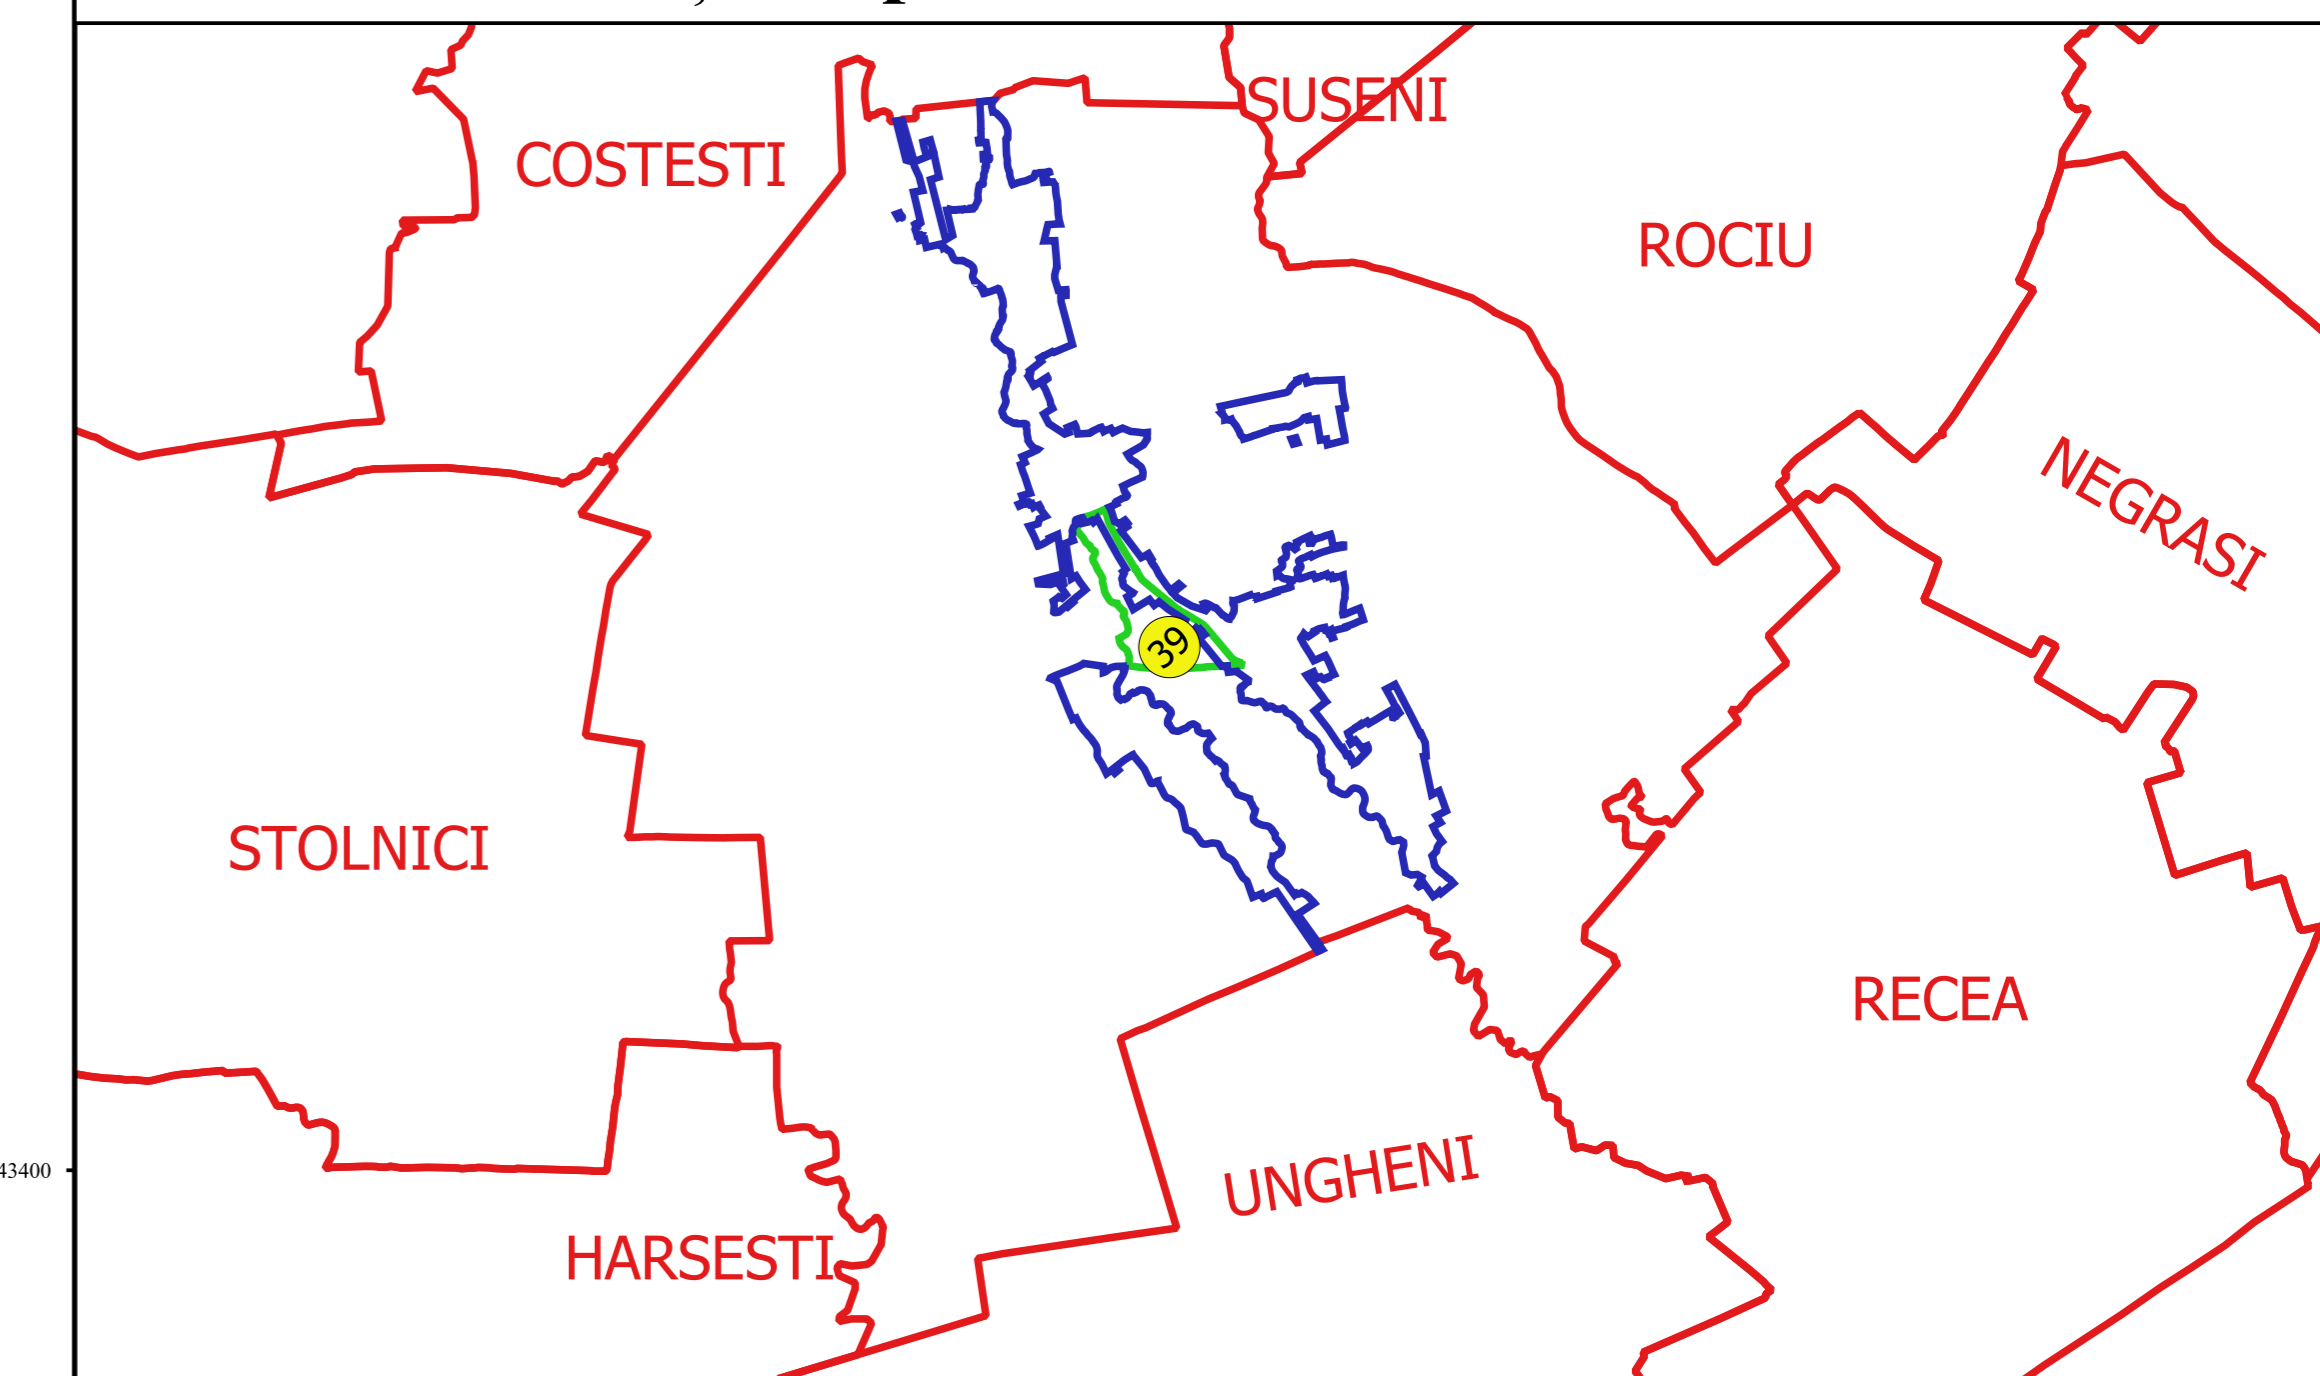 SUSENI
COSTESTI
ROCIU
NEGRASI
39
STOLNICI
RECEA
43400
UNGHENI
HARSESTI